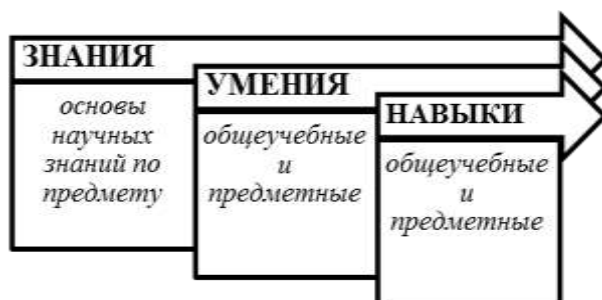 ЗНАНИЯ
основы
научных
знаний по
предмету
УМЕНИЯ
общеучебные
и
предметные
НАВЫКИ
общеучебные
и
предметные